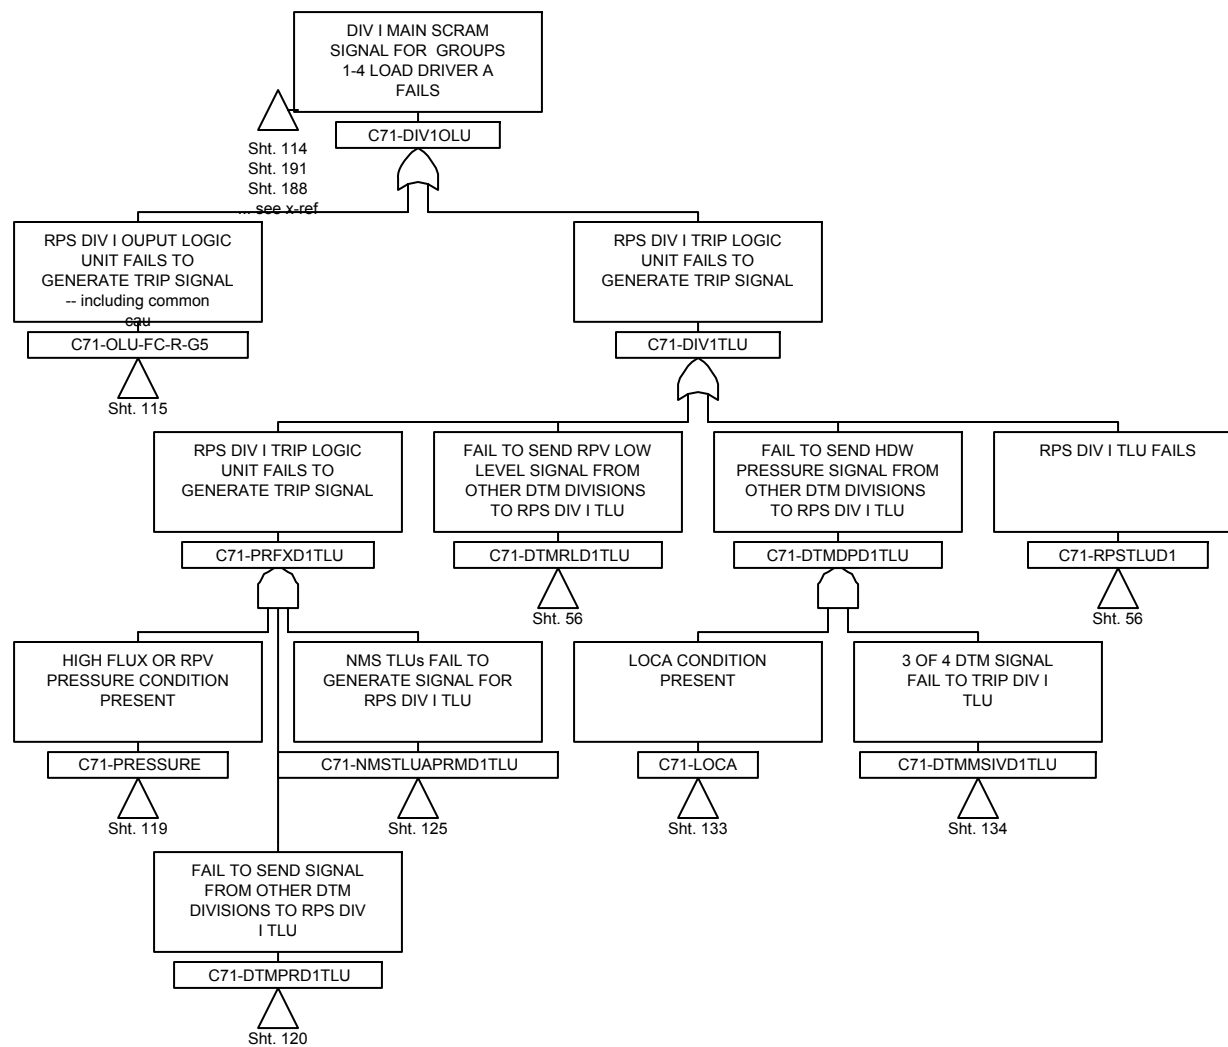 DIV I MAIN SCRAM
SIGNAL FOR GROUPS
1-4 LOAD DRIVER A
FAILS
C71-DIV1OLU
Sht. 114
Sht. 191
Sht. 188
... see x-ref
RPS DIV I OUPUT LOGIC
UNIT FAILS TO
GENERATE TRIP SIGNAL
-- including common
cau
C71-OLU-FC-R-G5
Sht. 115
RPS DIV I TRIP LOGIC
UNIT FAILS TO
GENERATE TRIP SIGNAL
C71-DIV1TLU
RPS DIV I TRIP LOGIC
UNIT FAILS TO
GENERATE TRIP SIGNAL
C71-PRFXD1TLU
FAIL TO SEND RPV LOW
LEVEL SIGNAL FROM
OTHER DTM DIVISIONS
TO RPS DIV I TLU
C71-DTMRLD1TLU
Sht. 56
FAIL TO SEND HDW
PRESSURE SIGNAL FROM
OTHER DTM DIVISIONS
TO RPS DIV I TLU
C71-DTMDPD1TLU
RPS DIV I TLU FAILS
C71-RPSTLUD1
Sht. 56
HIGH FLUX OR RPV
PRESSURE CONDITION
PRESENT
C71-PRESSURE
Sht. 119
NMS TLUs FAIL TO
GENERATE SIGNAL FOR
RPS DIV I TLU
C71-NMSTLUAPRMD1TLU
Sht. 125
LOCA CONDITION
PRESENT
C71-LOCA
Sht. 133
3 OF 4 DTM SIGNAL
FAIL TO TRIP DIV I
TLU
C71-DTMMSIVD1TLU
Sht. 134
FAIL TO SEND SIGNAL
FROM OTHER DTM
DIVISIONS TO RPS DIV
I TLU
C71-DTMPRD1TLU
Sht. 120